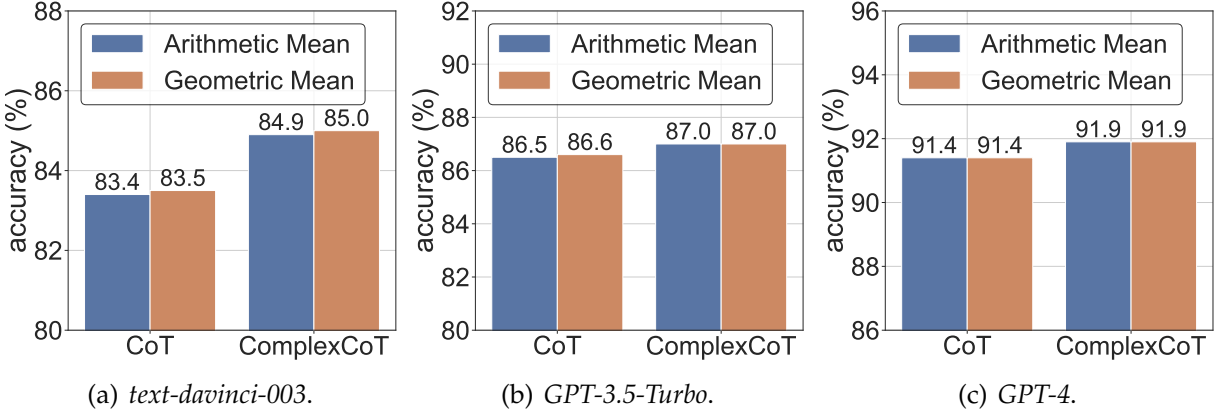 88
86
84
82
80
accuracy (%)
Arithmetic Mean
Geometric Mean
83.4
83.5
84.9
85.0
CoT
ComplexCoT
(a) text-davinci-003.
92
90
88
86
84
82
80
accuracy (%)
Arithmetic Mean
Geometric Mean
86.5
86.6
87.0
87.0
CoT
ComplexCoT
(b) GPT-3.5-Turbo.
96
94
92
90
88
86
accuracy (%)
Arithmetic Mean
Geometric Mean
91.4
91.4
91.9
91.9
CoT
ComplexCoT
(c) GPT-4.